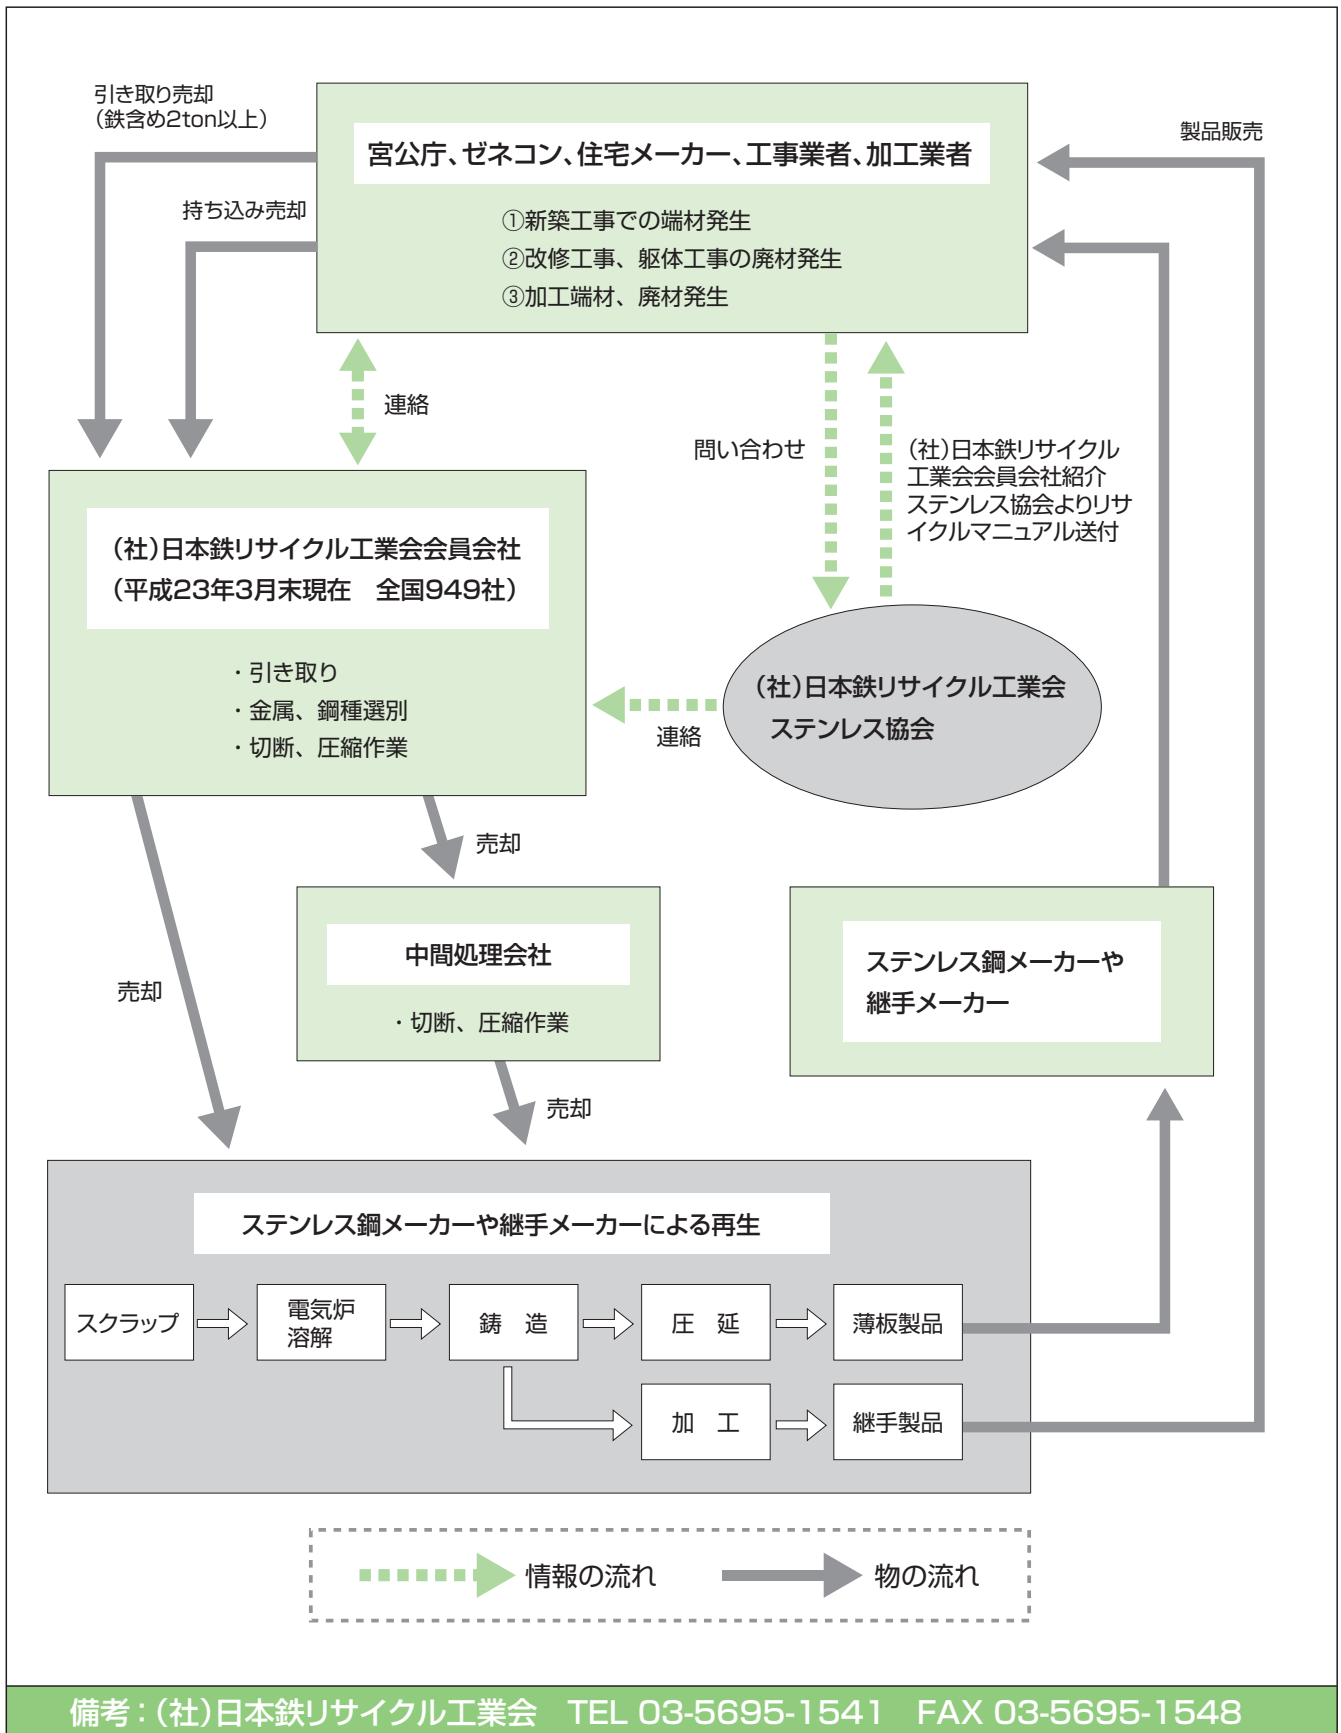 引き取り売却
（鉄含め2ton以上）
製品販売
宮公庁、ゼネコン、住宅メーカー、工事業者、加工業者
持ち込み売却
①新築工事での端材発生
②改修工事、躯体工事の廃材発生
③加工端材、廃材発生
連絡
問い合わせ
（社）日本鉄リサイクル
工業会会員会社紹介
ステンレス協会よりリサ
イクルマニュアル送付
（社）日本鉄リサイクル工業会会員会社
（平成23年3月末現在　全国949社）
・引き取り
・金属、鋼種選別
・切断、圧縮作業
（社）日本鉄リサイクル工業会
ステンレス協会
連絡
売却
中間処理会社
・切断、圧縮作業
ステンレス鋼メーカーや
継手メーカー
売却
売却
ステンレス鋼メーカーや継手メーカーによる再生
スクラップ
電気炉
溶解
鋳　造
圧　延
薄板製品
加　工
継手製品
情報の流れ
物の流れ
備考：（社）日本鉄リサイクル工業会　TEL 03-5695-1541　FAX 03-5695-1548